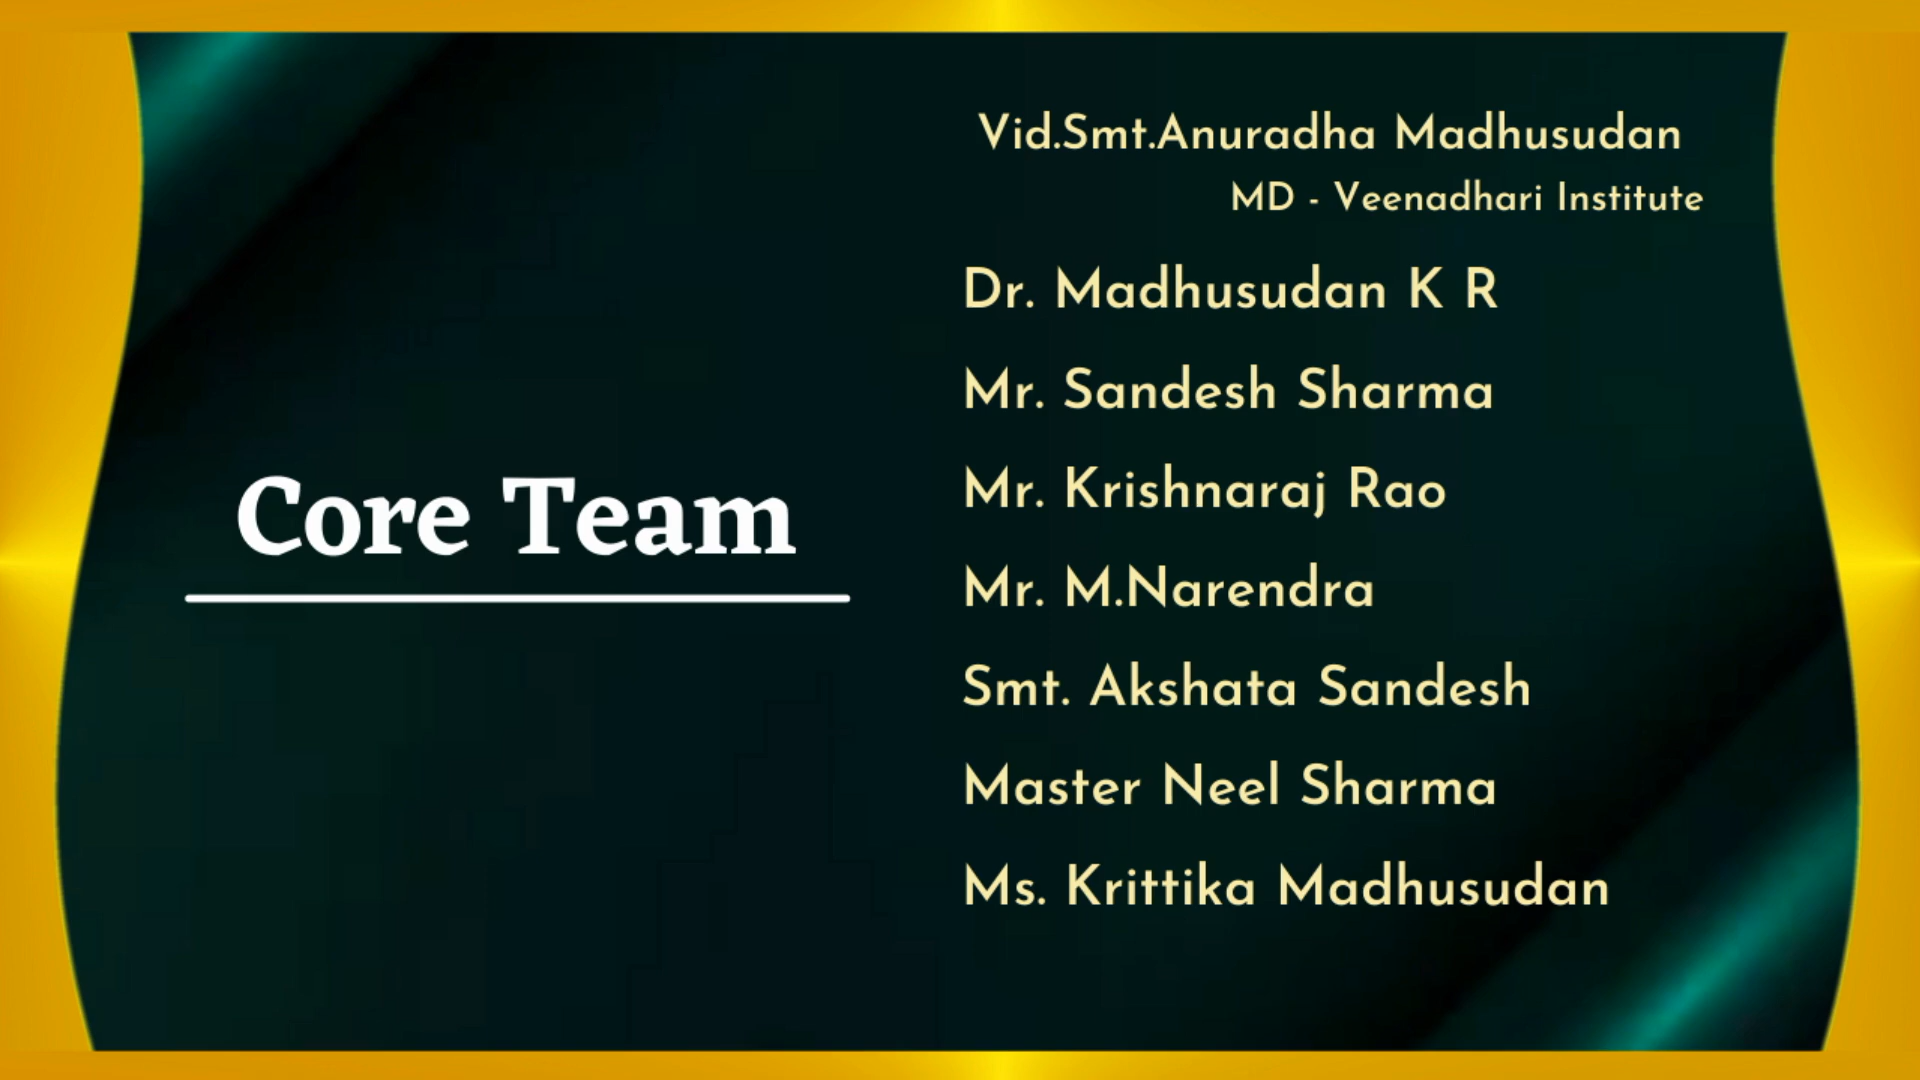 Core Team
Vid.Smt.Anuradha Madhusudan
MD - Veenadhari Institute
Dr. Madhusudan K R
Mr. Sandesh Sharma
Mr. Krishnaraj Rao
Mr. M.Narendra
Smt. Akshata Sandesh
Master Neel Sharma
Ms. Krittika Madhusudan